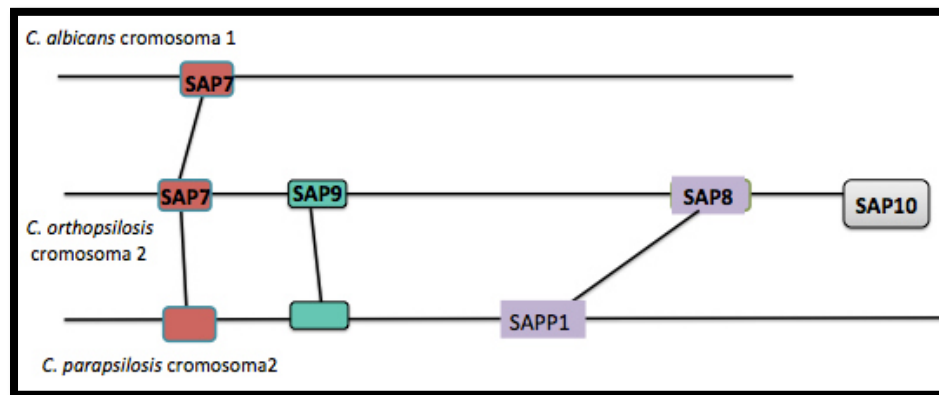 C. albicans cromosoma 1
SAP7
SAP7
SAP9
SAP8
SAP10
C. orthopsilosis
cromosoma 2
SAPP1
C. parapsilosis cromosoma2